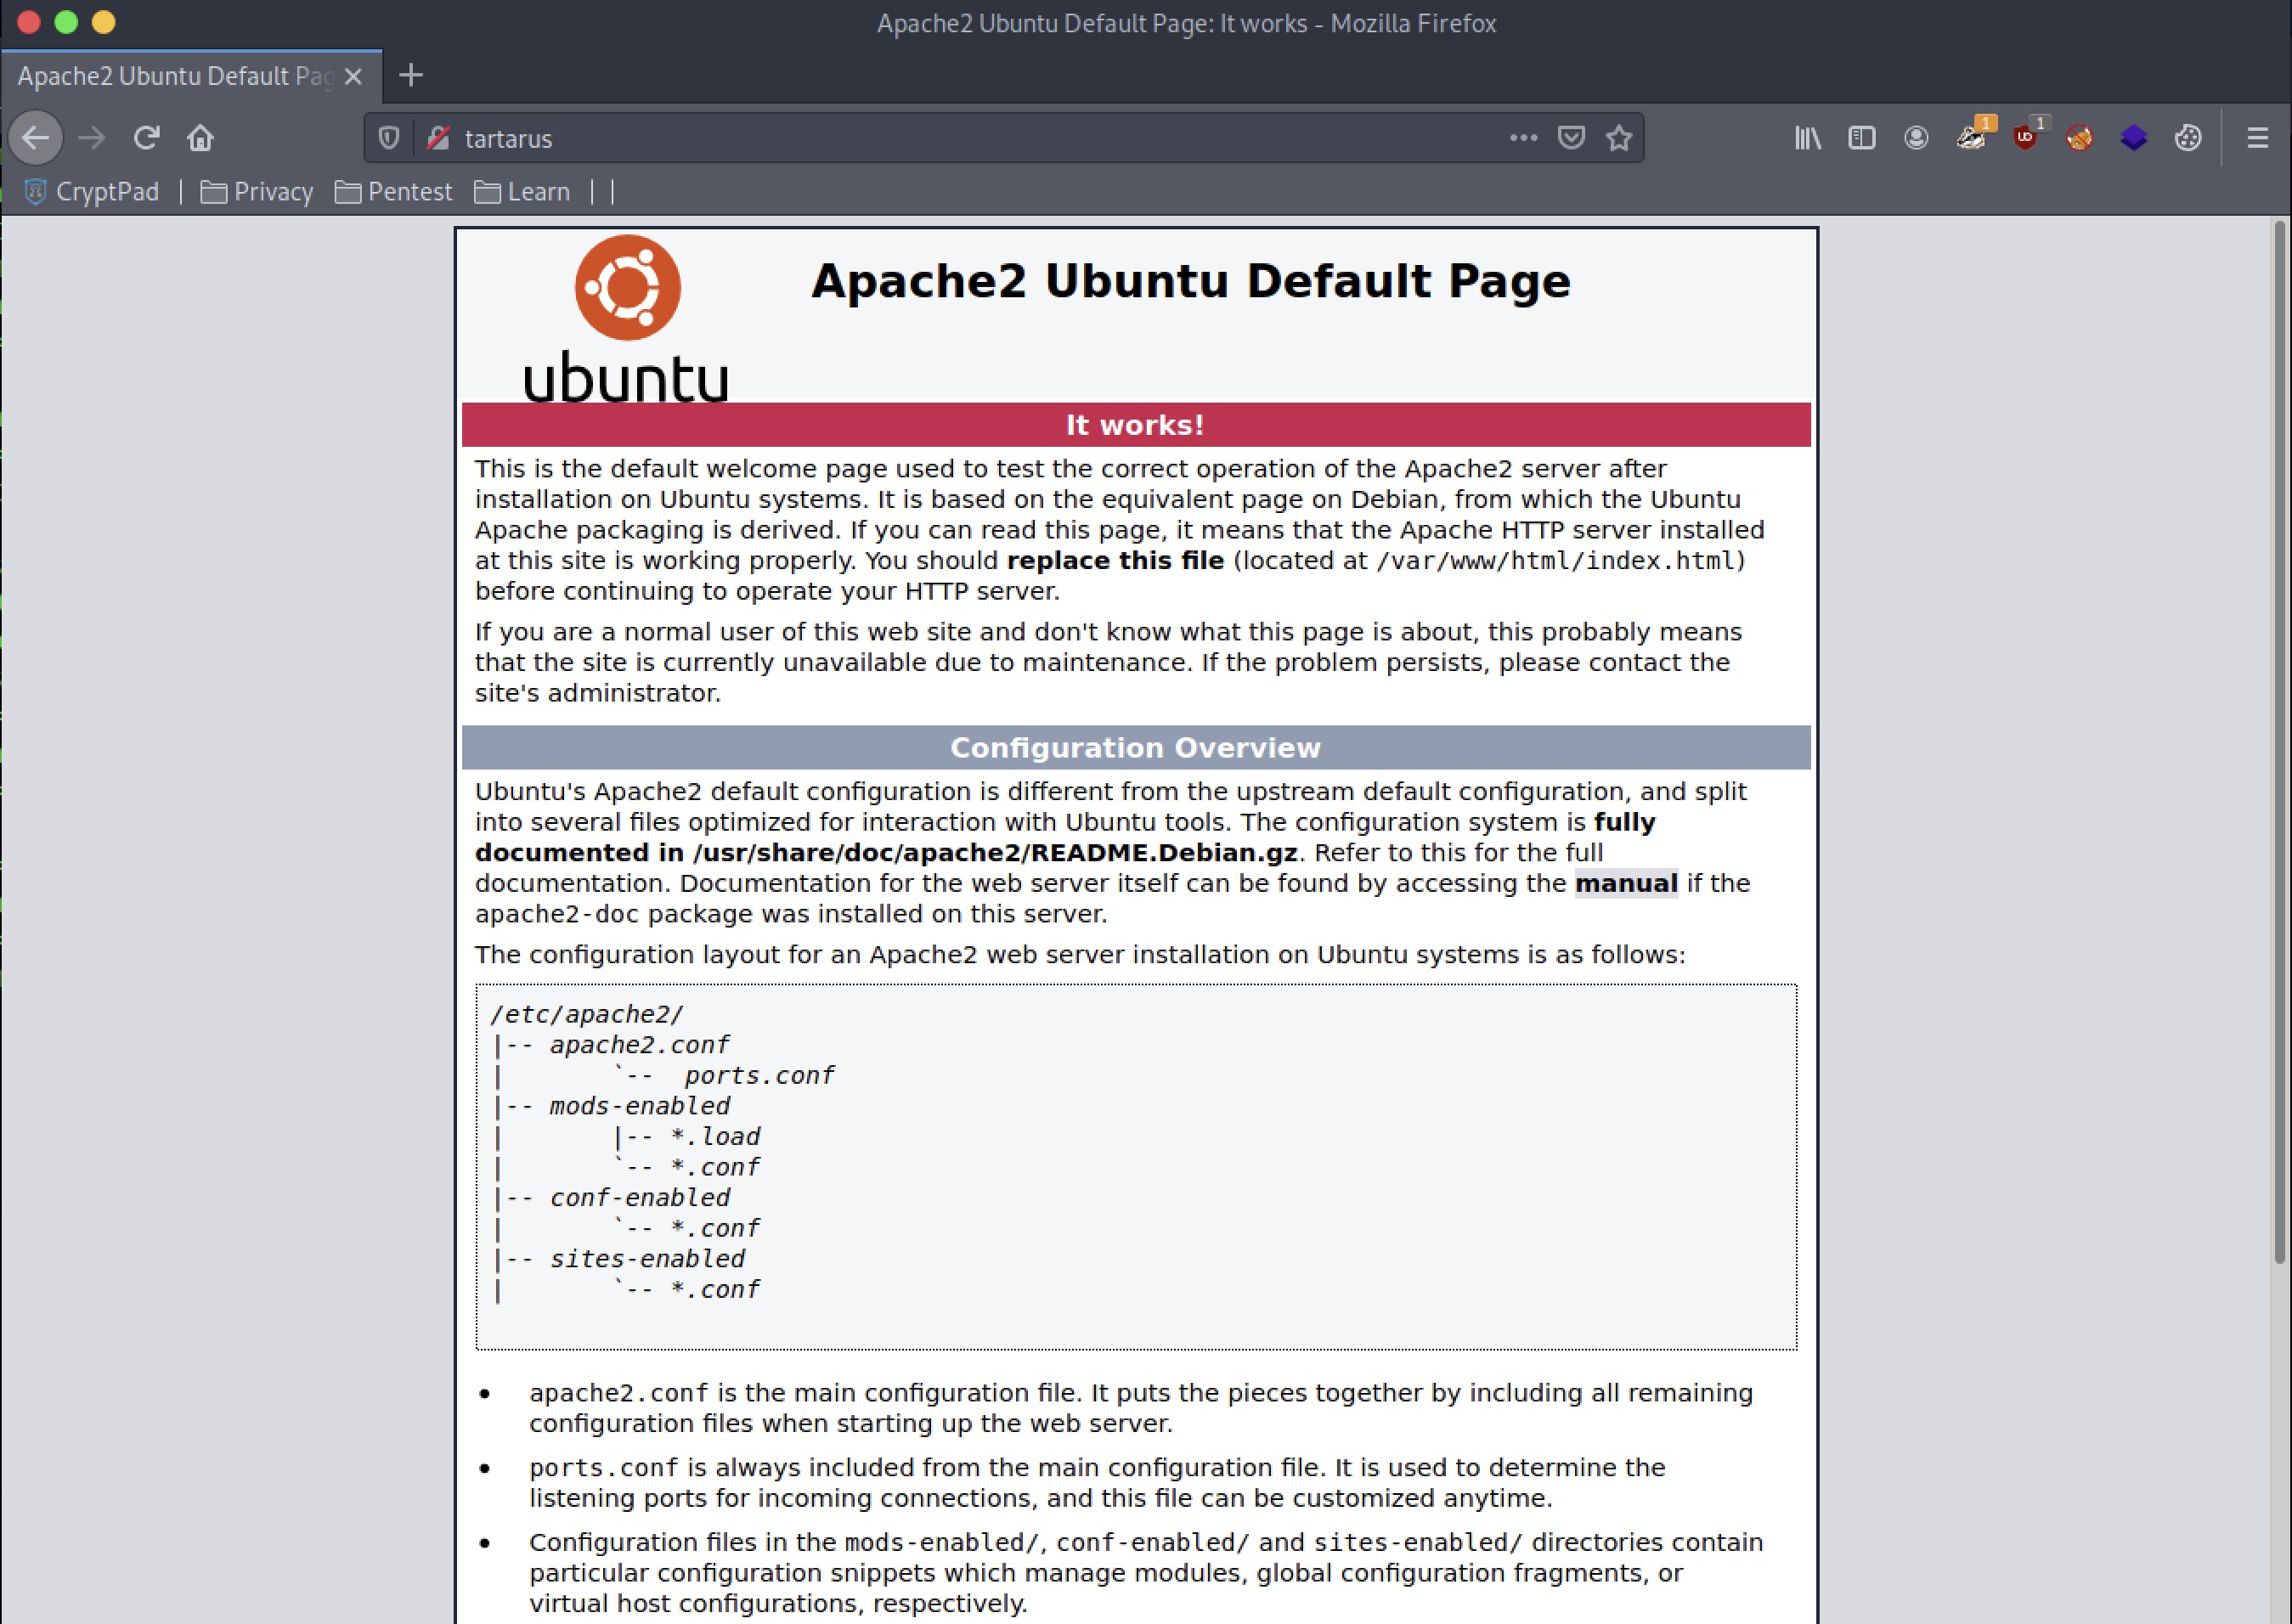 Apache2 Ubuntu Default Page: It works - Mozilla Firefox
Apache2 Ubuntu Default Pag
tartarus
1
1
CryptPad | Privacy Pentest Learn | |
Apache2 Ubuntu Default Page
ubuntu
It works!
This is the default welcome page used to test the correct operation of the Apache2 server after
installation on Ubuntu systems. It is based on the equivalent page on Debian, from which the Ubuntu
Apache packaging is derived. If you can read this page, it means that the Apache HTTP server installed
at this site is working properly. You should replace this file (located at /var/www/html/index.html)
before continuing to operate your HTTP server.
If you are a normal user of this web site and don't know what this page is about, this probably means
that the site is currently unavailable due to maintenance. If the problem persists, please contact the
site's administrator.
Configuration Overview
Ubuntu's Apache2 default configuration is different from the upstream default configuration, and split
into several files optimized for interaction with Ubuntu tools. The configuration system is fully
documented in /usr/share/doc/apache2/README.Debian.gz. Refer to this for the full
documentation. Documentation for the web server itself can be found by accessing the manual if the
apache2-doc package was installed on this server.
The configuration layout for an Apache2 web server installation on Ubuntu systems is as follows:
/etc/apache2/
|-- apache2.conf
|       `--  ports.conf
|-- mods-enabled
|       |-- *.load
|       `-- *.conf
|-- conf-enabled
|       `-- *.conf
|-- sites-enabled
|       `-- *.conf
• apache2.conf is the main configuration file. It puts the pieces together by including all remaining
configuration files when starting up the web server.
• ports.conf is always included from the main configuration file. It is used to determine the
listening ports for incoming connections, and this file can be customized anytime.
• Configuration files in the mods-enabled/, conf-enabled/ and sites-enabled/ directories contain
particular configuration snippets which manage modules, global configuration fragments, or
virtual host configurations, respectively.